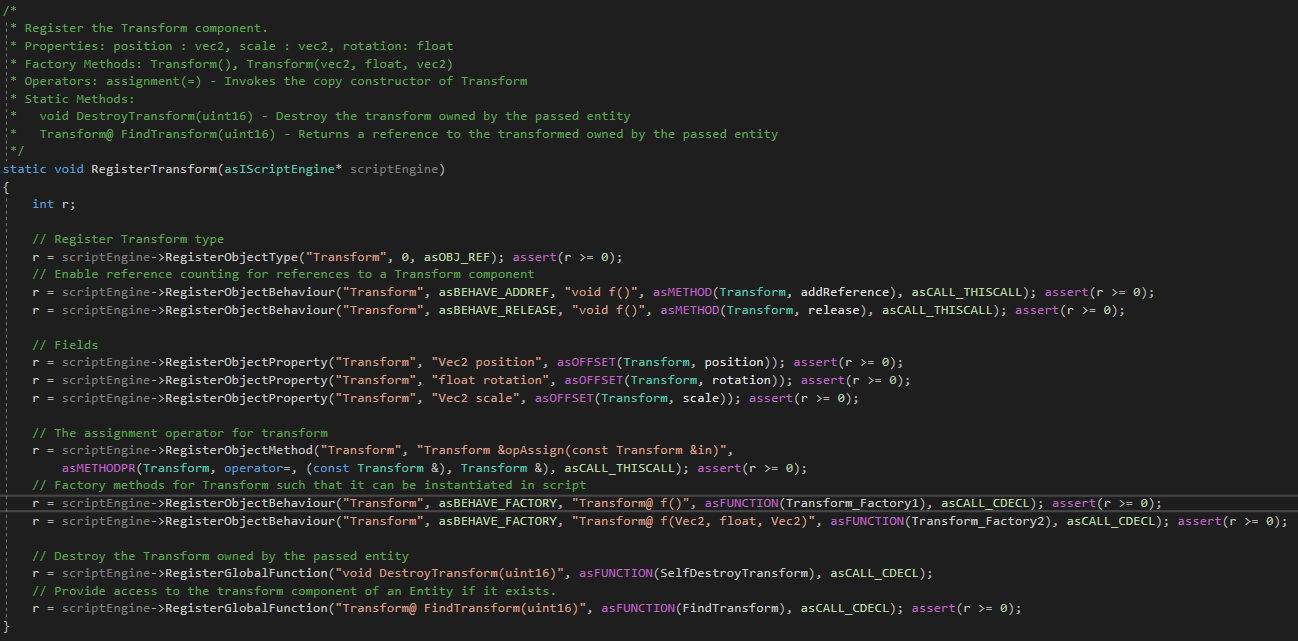 /*
* Register the Transform component.
* Properties: position : vec2, scale : vec2, rotation: float
* Factory Methods: Transform(), Transform(vec2, float, vec2)
* Operators: assignment(=) - Invokes the copy constructor of Transform
* Static Methods:
*   void DestroyTransform(uint16) - Destroy the transform owned by the passed entity
*   Transform@ FindTransform(uint16) - Returns a reference to the transformed owned by the passed entity
*/
static void RegisterTransform(asIScriptEngine* scriptEngine)
{
    int r;

    // Register Transform type
    r = scriptEngine->RegisterObjectType("Transform", 0, asOBJ_REF); assert(r >= 0);
    // Enable reference counting for references to a Transform component
    r = scriptEngine->RegisterObjectBehaviour("Transform", asBEHAVE_ADDREF, "void f()", asMETHOD(Transform, addReference), asCALL_THISCALL); assert(r >= 0);
    r = scriptEngine->RegisterObjectBehaviour("Transform", asBEHAVE_RELEASE, "void f()", asMETHOD(Transform, release), asCALL_THISCALL); assert(r >= 0);

    // Fields
    r = scriptEngine->RegisterObjectProperty("Transform", "Vec2 position", asOFFSET(Transform, position)); assert(r >= 0);
    r = scriptEngine->RegisterObjectProperty("Transform", "float rotation", asOFFSET(Transform, rotation)); assert(r >= 0);
    r = scriptEngine->RegisterObjectProperty("Transform", "Vec2 scale", asOFFSET(Transform, scale)); assert(r >= 0);

    // The assignment operator for transform
    r = scriptEngine->RegisterObjectMethod("Transform", "Transform &opAssign(const Transform &in)",
        asMETHODPR(Transform, operator=, (const Transform &), Transform &), asCALL_THISCALL); assert(r >= 0);
    // Factory methods for Transform such that it can be instantiated in script
    r = scriptEngine->RegisterObjectBehaviour("Transform", asBEHAVE_FACTORY, "Transform@ f()", asFUNCTION(Transform_Factory1), asCALL_CDECL); assert(r >= 0);
    r = scriptEngine->RegisterObjectBehaviour("Transform", asBEHAVE_FACTORY, "Transform@ f(Vec2, float, Vec2)", asFUNCTION(Transform_Factory2), asCALL_CDECL); assert(r >= 0);

    // Destroy the Transform owned by the passed entity
    r = scriptEngine->RegisterGlobalFunction("void DestroyTransform(uint16)", asFUNCTION(SelfDestroyTransform), asCALL_CDECL);
    // Provide access to the transform component of an Entity if it exists.
    r = scriptEngine->RegisterGlobalFunction("Transform@ FindTransform(uint16)", asFUNCTION(FindTransform), asCALL_CDECL); assert(r >= 0);
}